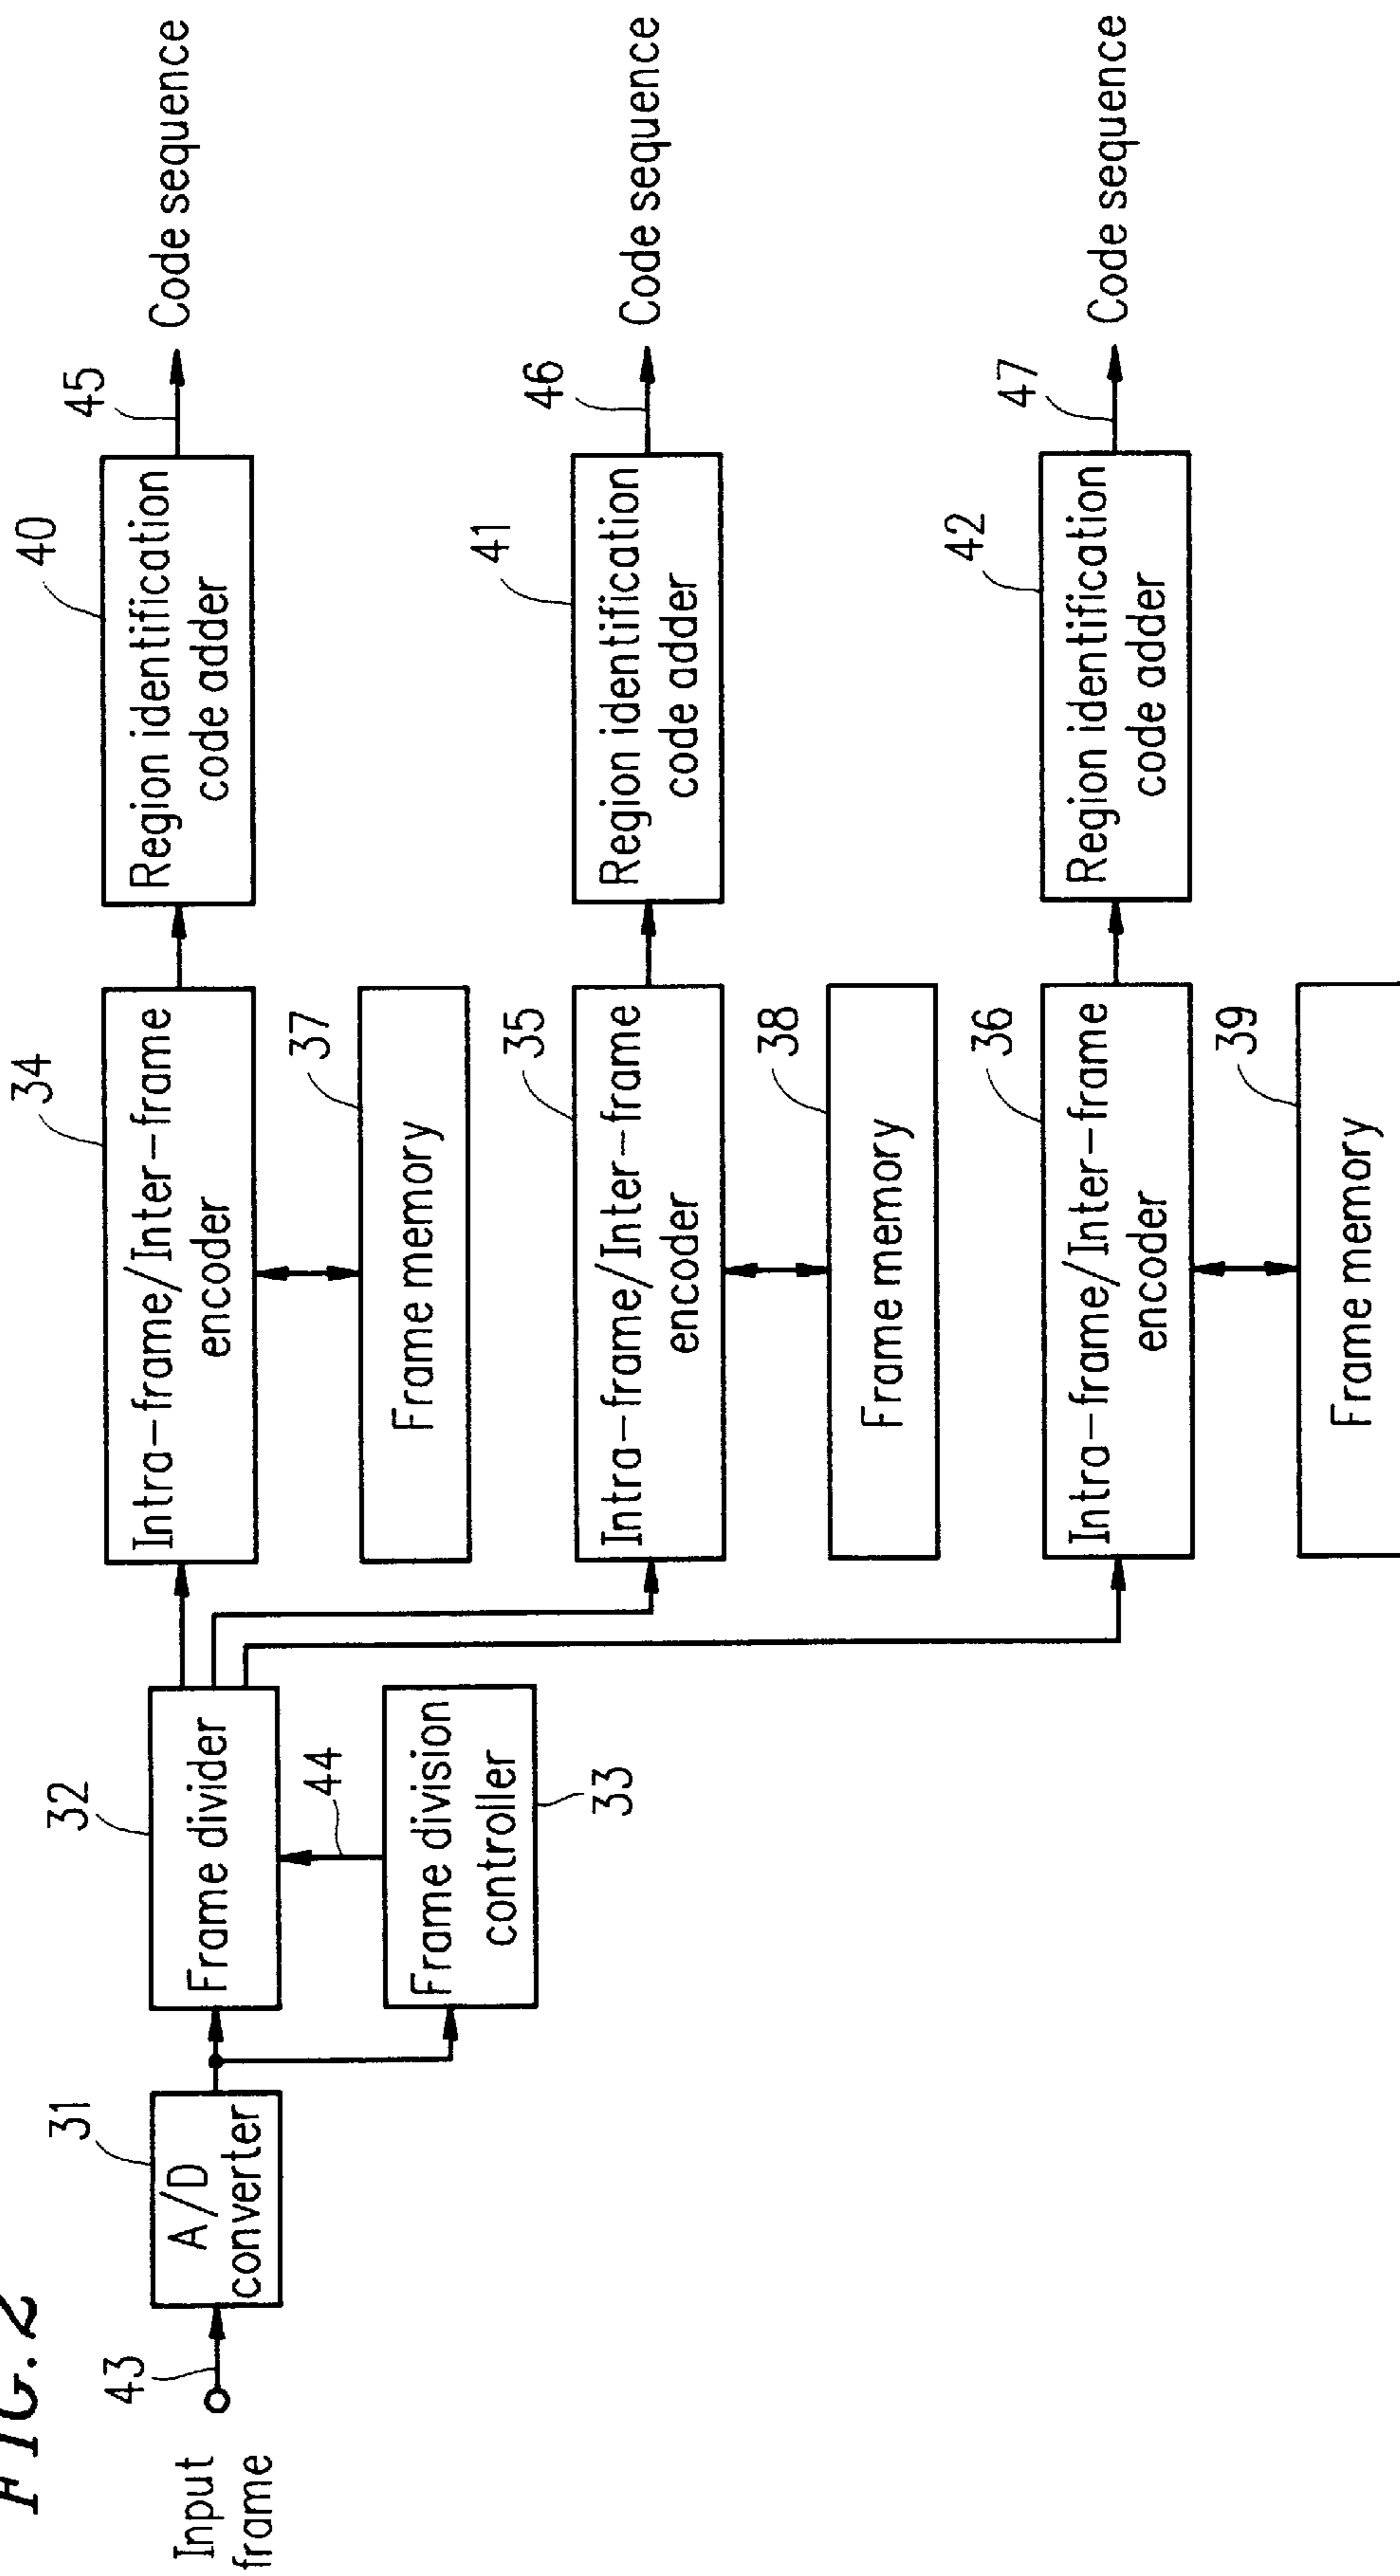 FIG. 2
Input
frame
43
31
A/D
converter
32
Frame divider
44
Frame division
controller
33
34
Intra-frame/Inter-frame
encoder
37
Frame memory
40
Region identification
code adder
45
Code sequence
35
Intra-frame/Inter-frame
encoder
38
Frame memory
41
Region identification
code adder
46
Code sequence
36
Intra-frame/Inter-frame
encoder
39
Frame memory
42
Region identification
code adder
47
Code sequence